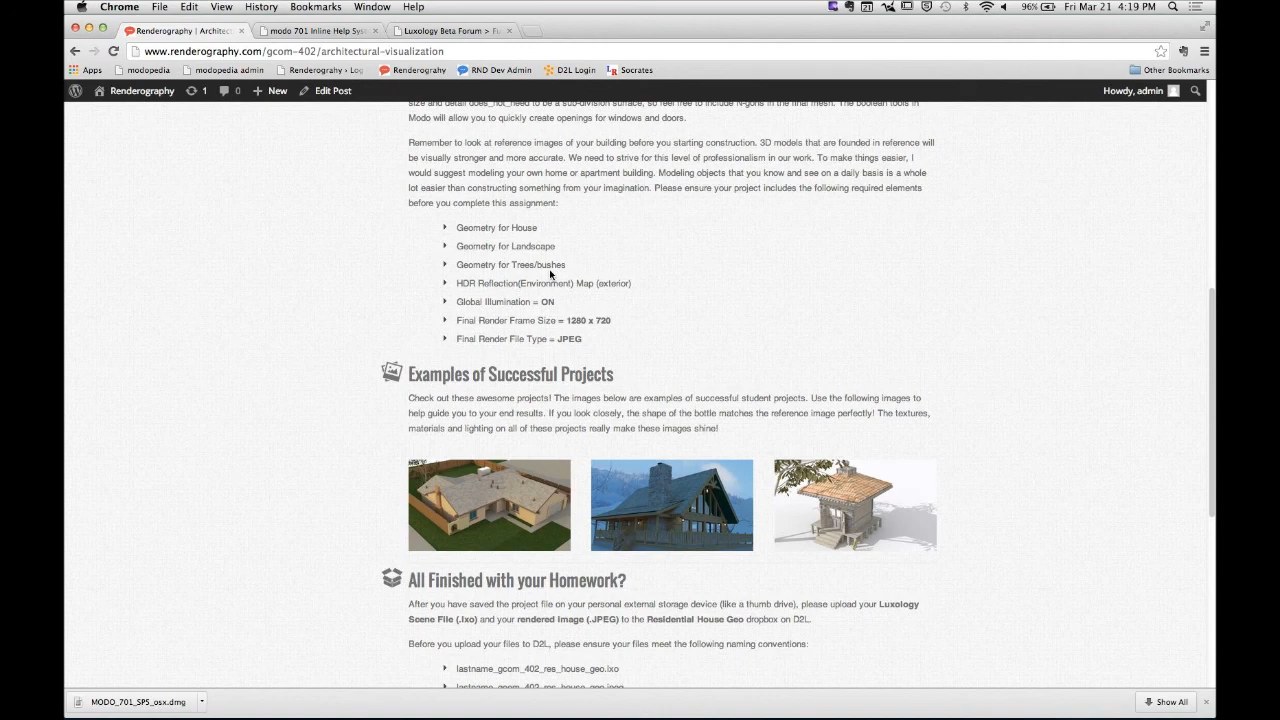 Chrome File Edit View History Bookmarks Window Help 21 96% Fri Mar 21 4:19 PM
Renderography | Architect
modo 701 Inline Help Syst
Luxology Beta Forum > Fu
www.renderography.com/gcom-402/architectural-visualization
Apps modopedia modopedia admin Renderograhy › Log Renderograhy RND Dev Admin D2L Login Socrates Other Bookmarks
Renderography 1 0 New Edit Post Howdy, admin
size and detail does_not_need to be a sub-division surface, so feel free to include N-gons in the final mesh. The boolean tools in
Modo will allow you to quickly create openings for windows and doors.
Remember to look at reference images of your building before you starting construction. 3D models that are founded in reference will
be visually stronger and more accurate. We need to strive for this level of professionalism in our work. To make things easier, I
would suggest modeling your own home or apartment building. Modeling objects that you know and see on a daily basis is a whole
lot easier than constructing something from your imagination. Please ensure your project includes the following required elements
before you complete this assignment:
Geometry for House
Geometry for Landscape
Geometry for Trees/bushes
HDR Reflection(Environment) Map (exterior)
Global Illumination = ON
Final Render Frame Size = 1280 x 720
Final Render File Type = JPEG
Examples of Successful Projects
Check out these awesome projects! The images below are examples of successful student projects. Use the following images to
help guide you to your end results. If you look closely, the shape of the bottle matches the reference image perfectly! The textures,
materials and lighting on all of these projects really make these images shine!
All Finished with your Homework?
After you have saved the project file on your personal external storage device (like a thumb drive), please upload your Luxology
Scene File (.lxo) and your rendered image (.JPEG) to the Residential House Geo dropbox on D2L.
Before you upload your files to D2L, please ensure your files meet the following naming conventions:
lastname_gcom_402_res_house_geo.lxo
lastname_gcom_402_res_house_geo.jpeg
MODO_701_SP5_osx.dmg
Show All